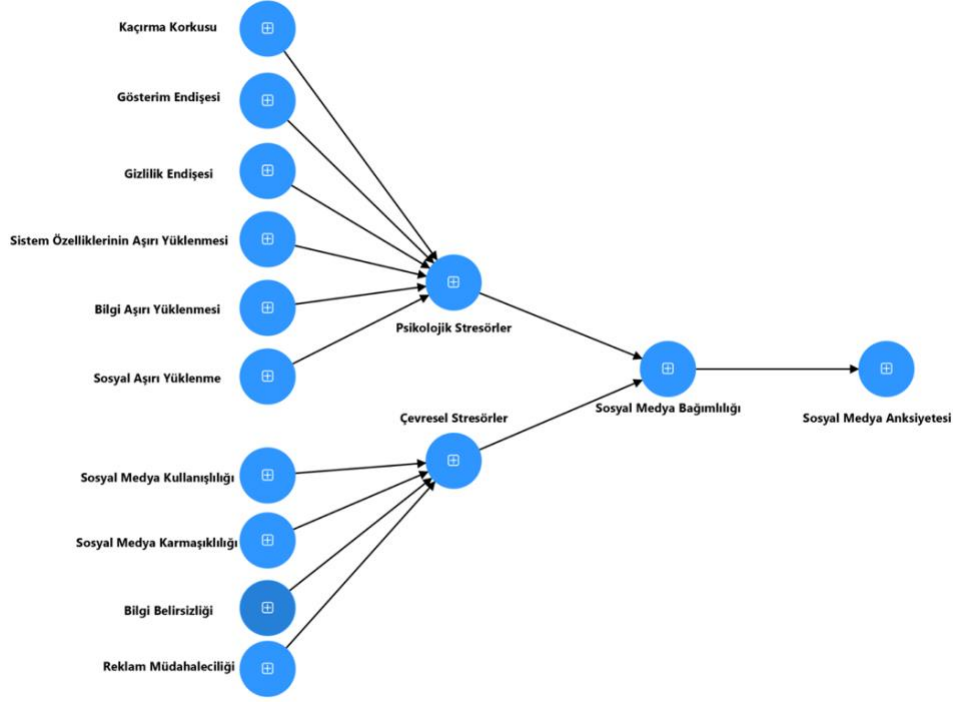 Kaçırma Korkusu
Gösterim Endişesi
Gizlilik Endişesi
Sistem Özelliklerinin Aşırı Yüklenmesi
Bilgi Aşırı Yüklenmesi
Sosyal Aşırı Yüklenme
Psikolojik Stresörler
Çevresel Stresörler
Sosyal Medya Bağımlılığı
Sosyal Medya Anksiyetesi
Sosyal Medya Kullanışlılığı
Sosyal Medya Karmaşıklılığı
Bilgi Belirsizliği
Reklam Müdahaleciliği